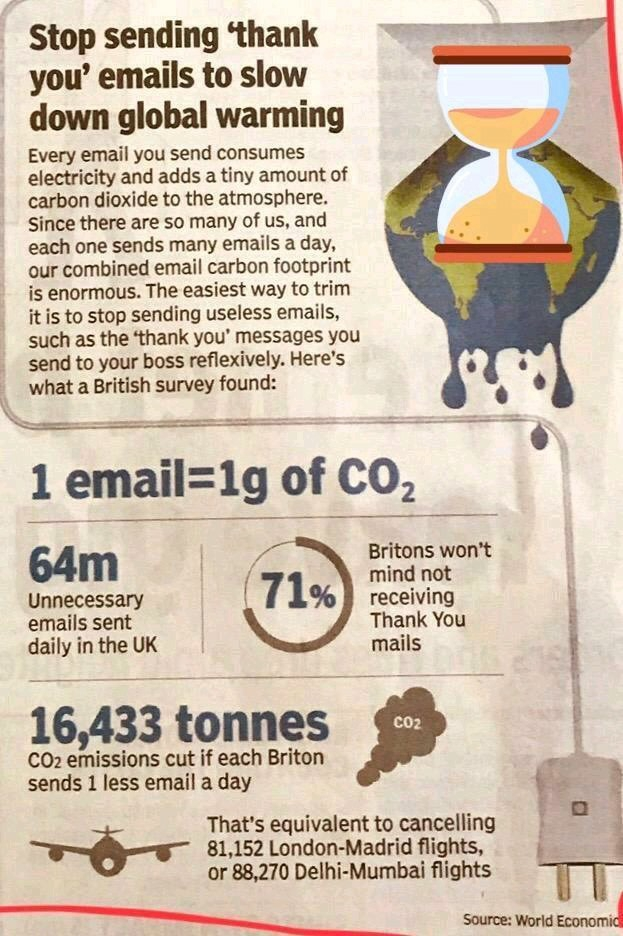 Stop sending ‘thank
you’ emails to slow
down global warming
Every email you send consumes
electricity and adds a tiny amount of
carbon dioxide to the atmosphere.
Since there are so many of us, and
each one sends many emails a day,
our combined email carbon footprint
is enormous. The easiest way to trim
it is to stop sending useless emails,
such as the ‘thank you’ messages you
send to your boss reflexively. Here’s
what a British survey found:
1 email=1g of CO₂
64m
Unnecessary
emails sent
daily in the UK
71%
Britons won’t
mind not
receiving
Thank You
mails
16,433 tonnes
CO₂ emissions cut if each Briton
sends 1 less email a day
CO₂
That’s equivalent to cancelling
81,152 London-Madrid flights,
or 88,270 Delhi-Mumbai flights
Source: World Economic